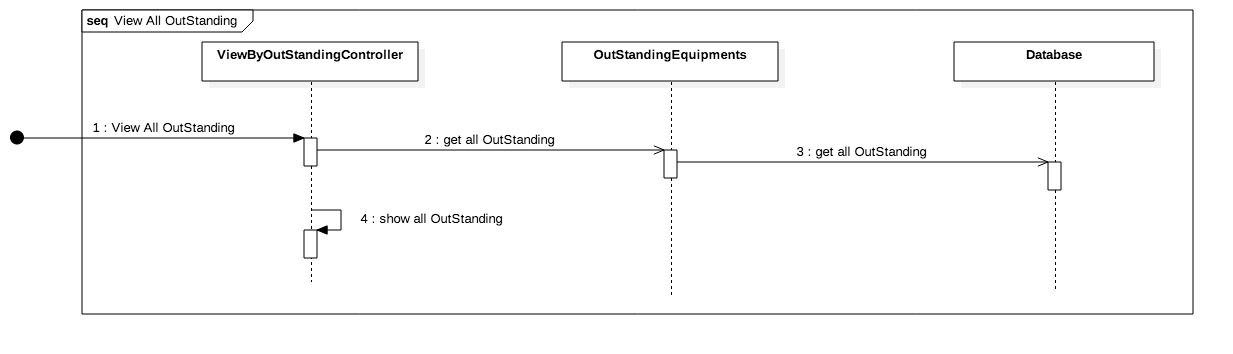 seq View All OutStanding
ViewByOutStandingController
OutStandingEquipments
Database
1 : View All OutStanding
2 : get all OutStanding
3 : get all OutStanding
4 : show all OutStanding